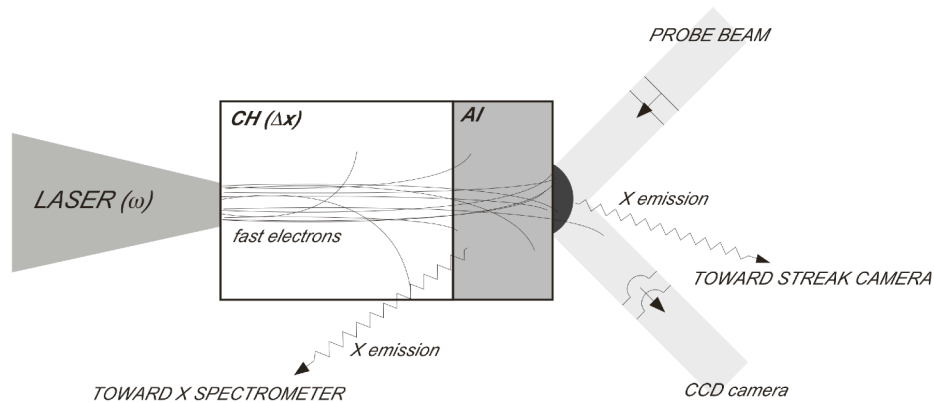 PROBE BEAM
CH (Δx)
Al
LASER (ω)
fast electrons
X emission
TOWARD STREAK CAMERA
X emission
TOWARD X SPECTROMETER
CCD camera